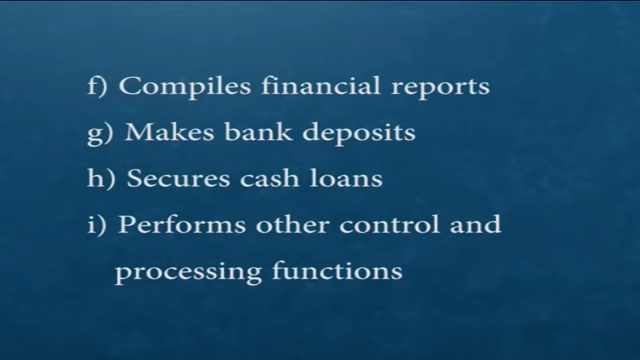 f) Compiles financial reports
g) Makes bank deposits
h) Secures cash loans
i) Performs other control and
processing functions